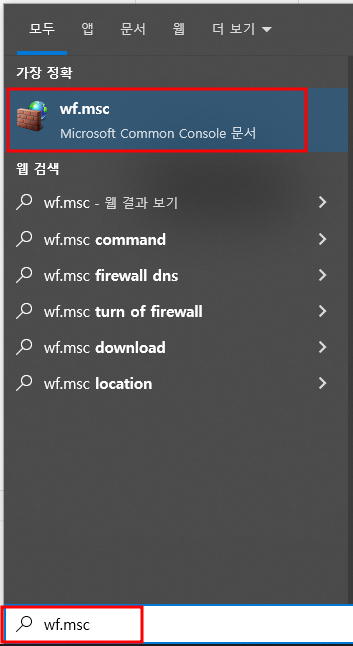 모두 앱 문서 웹 더 보기
가장 정확
wf.msc
Microsoft Common Console 문서
웹 검색
wf.msc - 웹 결과 보기
wf.msc command
wf.msc firewall dns
wf.msc turn of firewall
wf.msc download
wf.msc location
wf.msc